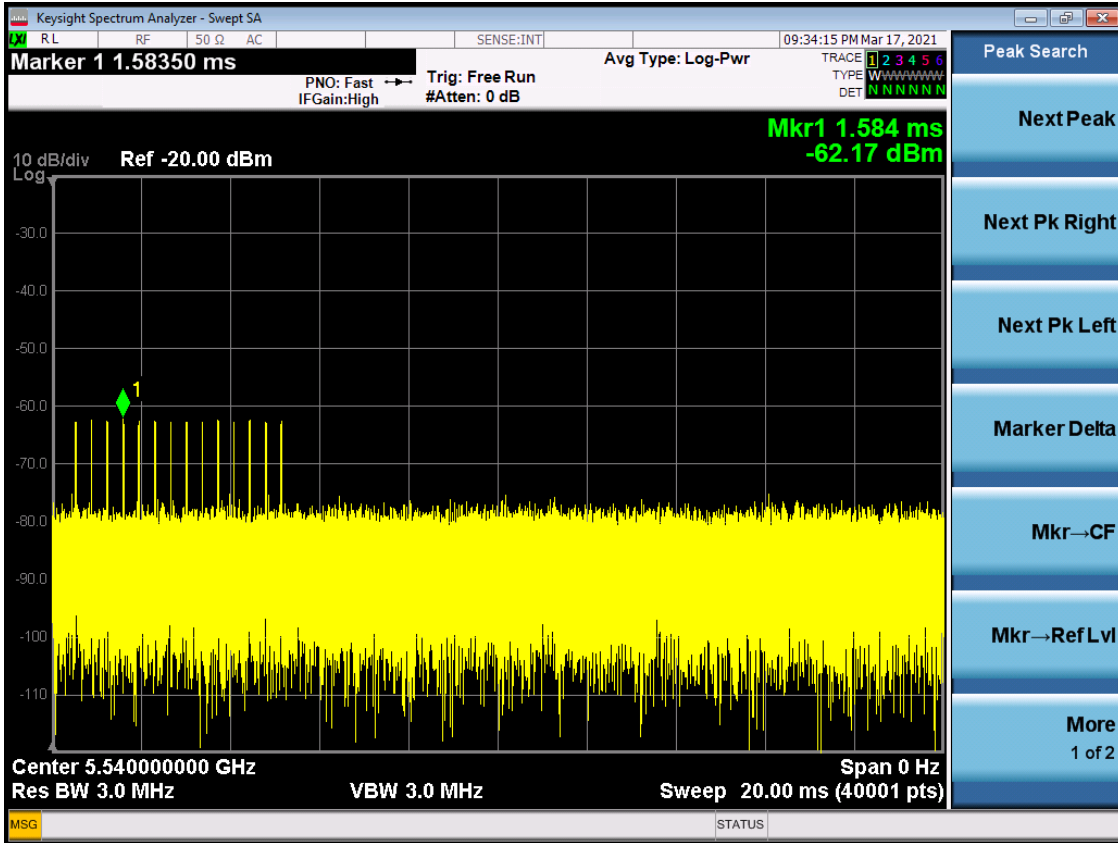 Keysight Spectrum Analyzer - Swept SA
LXI RL RF 50 Ω AC SENSE:INT 09:34:15 PM Mar 17, 2021
Marker 1 1.58350 ms
PNO: Fast
IFGain:High
Trig: Free Run
#Atten: 0 dB
Avg Type: Log-Pwr
TRACE 1 2 3 4 5 6
TYPE WWWWWW
DET N N N N N N
Mkr1 1.584 ms
-62.17 dBm
10 dB/div Ref -20.00 dBm
Log
-30.0
-40.0
-50.0
1
-60.0
-70.0
-80.0
-90.0
-100
-110
Center 5.540000000 GHz
Span 0 Hz
Res BW 3.0 MHz
VBW 3.0 MHz
Sweep 20.00 ms (40001 pts)
MSG
STATUS
Peak Search
Next Peak
Next Pk Right
Next Pk Left
Marker Delta
Mkr→CF
Mkr→Ref Lvl
More
1 of 2